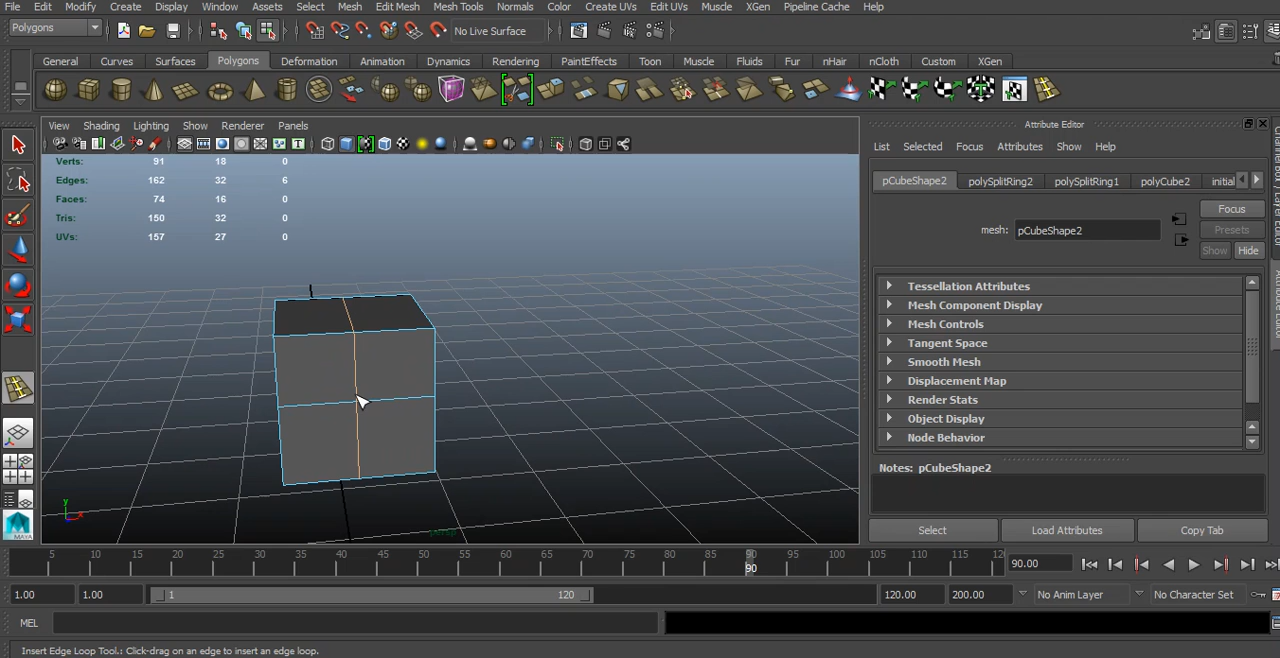 File Edit Modify Create Display Window Assets Select Mesh Edit Mesh Mesh Tools Normals Color Create UVs Edit UVs Muscle XGen Pipeline Cache Help
Polygons No Live Surface
General Curves Surfaces Polygons Deformation Animation Dynamics Rendering PaintEffects Toon Muscle Fluids Fur nHair nCloth Custom XGen
View Shading Lighting Show Renderer Panels
Attribute Editor
List Selected Focus Attributes Show Help
Verts: 91 18 0
Edges: 162 32 6
Faces: 74 16 0
Tris: 150 32 0
UVs: 157 27 0
pCubeShape2 polySplitRing2 polySplitRing1 polyCube2 initial
Focus
mesh: pCubeShape2 Presets
Show Hide
Tessellation Attributes
Mesh Component Display
Mesh Controls
Tangent Space
Smooth Mesh
Displacement Map
Render Stats
Object Display
Node Behavior
Notes: pCubeShape2
y
x
MAYA
persp
Select Load Attributes Copy Tab
5 10 15 20 25 30 35 40 45 50 55 60 65 70 75 80 85 90 95 100 105 110 115
90
90.00
1.00 1.00 1 120 120.00 200.00 No Anim Layer No Character Set
MEL
Insert Edge Loop Tool.: Click-drag on an edge to insert an edge loop.